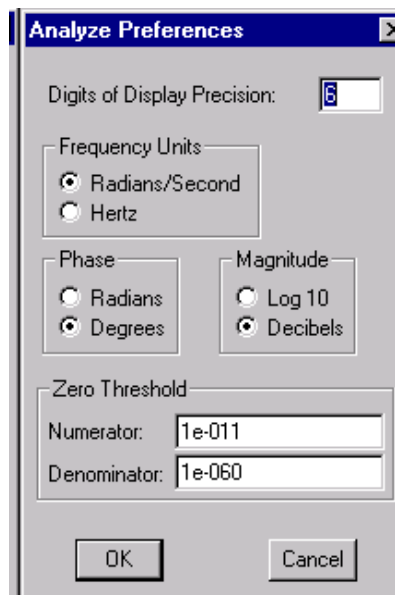 Analyze Preferences
Digits of Display Precision: 6
Frequency Units
Radians/Second
Hertz
Phase
Radians
Degrees
Magnitude
Log 10
Decibels
Zero Threshold
Numerator: 1e-011
Denominator: 1e-060
OK Cancel